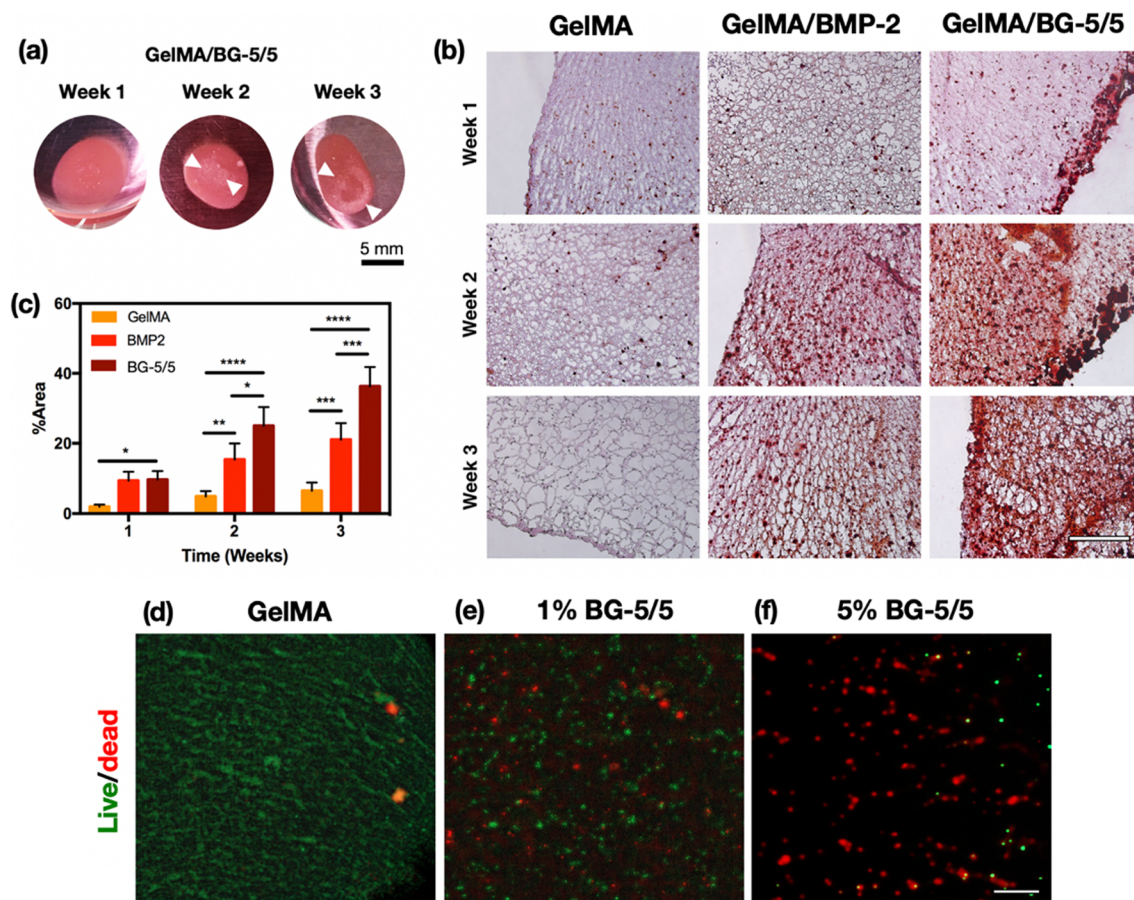 (a)
GelMA/BG-5/5
Week 1 Week 2 Week 3
5 mm
(b)
GelMA GelMA/BMP-2 GelMA/BG-5/5
Week 1
Week 2
Week 3
(c)
60
40
20
0
%Area
GelMA
BMP2
BG-5/5
*
**
*
****
***
***
****
1 2 3
Time (Weeks)
(d) GelMA
(e) 1% BG-5/5
(f) 5% BG-5/5
Live/dead